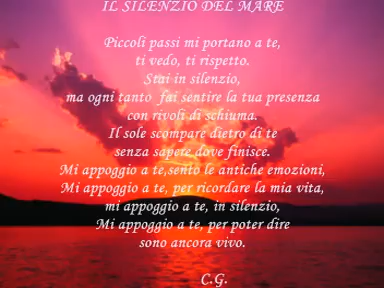 IL SILENZIO DEL MARE
Piccoli passi mi portano a te,
ti vedo, ti rispetto.
Stai in silenzio,
ma ogni tanto fai sentire la tua presenza
con rivoli di schiuma.
Il sole scompare dietro di te
senza sapere dove finisce.
Mi appoggio a te,sento le antiche emozioni,
Mi appoggio a te, per ricordare la mia vita,
mi appoggio a te, in silenzio,
Mi appoggio a te, per poter dire
sono ancora vivo.
C.G.